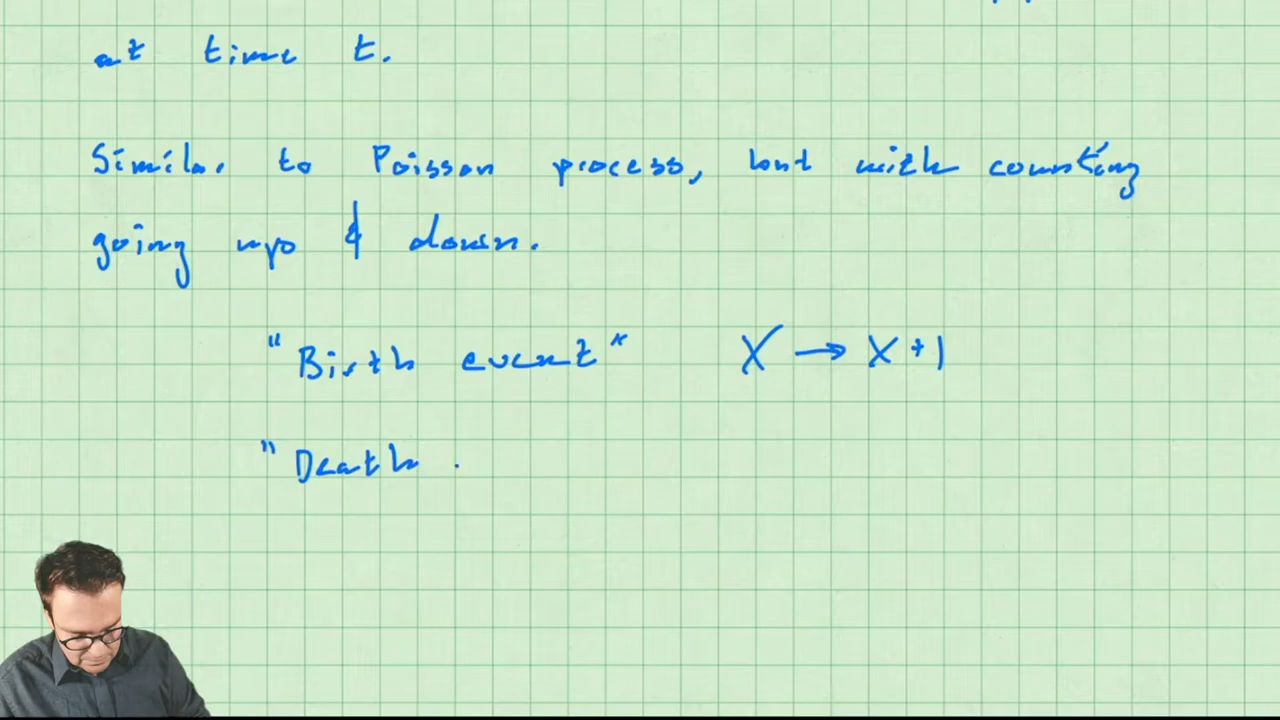 at time t.
Similar to Poisson process, but with counting
going up & down.
"Birth event" X → X+1
"Death